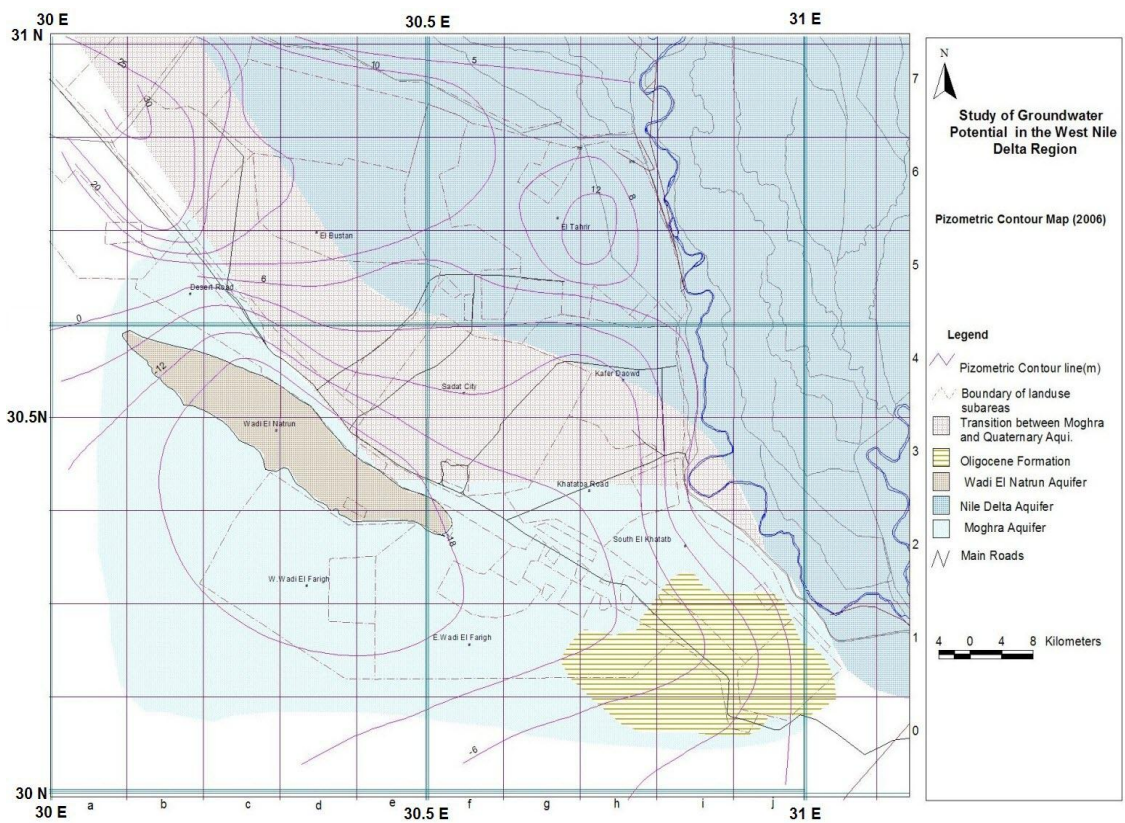 30 E
30.5 E
31 E
31 N
25
10
5
7
N
30
Study of Groundwater
Potential in the West Nile
Delta Region
6
20
12
8
Pizometric Contour Map (2006)
El Tahrir
El Bustan
5
6
Desert Road
0
Legend
4
Pizometric Contour line(m)
-12
Kafer Daowd
Sadat City
Boundary of landuse
subareas
30.5N
Transition between Moghra
and Quaternary Aqui.
Wadi El Natrun
3
Oligocene Formation
Wadi El Natrun Aquifer
Khatatba Road
Nile Delta Aquifer
Moghra Aquifer
-18
South El Khatatb
2
Main Roads
W.Wadi El Farigh
E.Wadi El Farigh
1
4 0 4 8 Kilometers
-6
0
30 N
a b c d e f g h i j
30 E
30.5 E
31 E